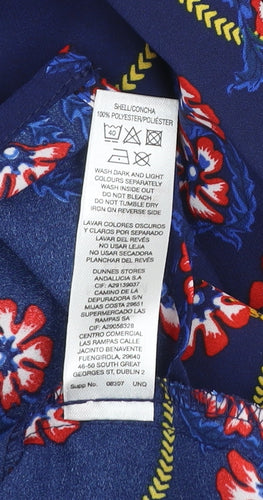 SHELL/CONCHA
100% POLYESTER/POLIÉSTER
40
WASH DARK AND LIGHT
COLOURS SEPARATELY
WASH INSIDE OUT
DO NOT BLEACH
DO NOT TUMBLE DRY
IRON ON REVERSE SIDE
LAVAR COLORES OSCUROS
Y CLAROS POR SEPARADO
LAVAR DEL REVÉS
NO USAR LEJIA
NO USAR SECADORA
PLANCHAR DEL REVÉS
DUNNES STORES
ANDALUCIA S.A
CIF: A29139037
CAMINO DE LA
DEPURADORA S/N
MIJAS COSTA 29651
SUPERMERCADO LAS
RAMPAS SA
CIF: A29056328
CENTRO COMERCIAL
LAS RAMPAS CALLE
JACINTO BENAVENTE
FUENGIROLA, 29640
46-50 SOUTH GREAT
GEORGES ST, DUBLIN 2
Supp No. 08307 UNQ